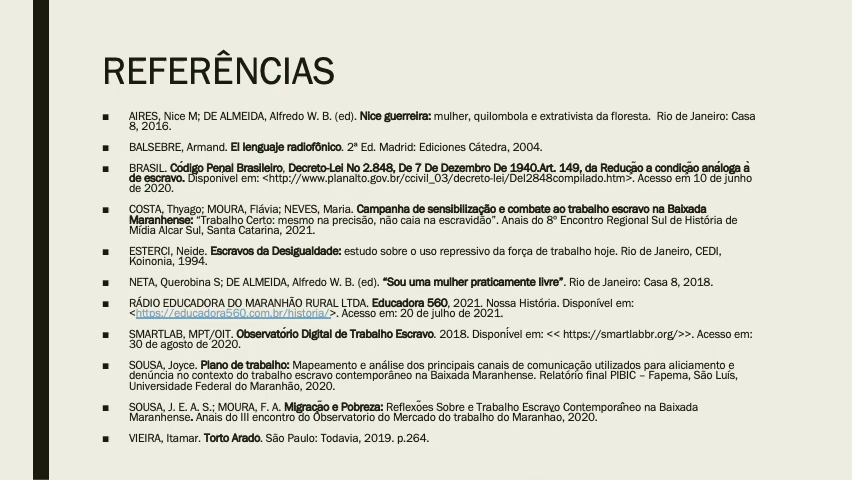 REFERÊNCIAS
■ AIRES, Nice M; DE ALMEIDA, Alfredo W. B. (ed). Nice guerreira: mulher, quilombola e extrativista da floresta. Rio de Janeiro: Casa
8, 2016.
■ BALSEBRE, Armand. El lenguaje radiofônico. 2ª Ed. Madrid: Ediciones Cátedra, 2004.
■ BRASIL. Código Penal Brasileiro, Decreto-Lei No 2.848, De 7 De Dezembro De 1940.Art. 149, da Redução a condição análoga à
de escravo. Disponível em: <http://www.planalto.gov.br/ccivil_03/decreto-lei/Del2848compilado.htm>. Acesso em 10 de junho
de 2020.
■ COSTA, Thyago; MOURA, Flávia; NEVES, Maria. Campanha de sensibilização e combate ao trabalho escravo na Baixada
Maranhense: “Trabalho Certo: mesmo na precisão, não caia na escravidão”. Anais do 8º Encontro Regional Sul de História de
Mídia Alcar Sul, Santa Catarina, 2021.
■ ESTERCI, Neide. Escravos da Desigualdade: estudo sobre o uso repressivo da força de trabalho hoje. Rio de Janeiro, CEDI,
Koinonia, 1994.
■ NETA, Querobina S; DE ALMEIDA, Alfredo W. B. (ed). “Sou uma mulher praticamente livre”. Rio de Janeiro: Casa 8, 2018.
■ RÁDIO EDUCADORA DO MARANHÃO RURAL LTDA. Educadora 560, 2021. Nossa História. Disponível em:
<https://educadora560.com.br/historia/>. Acesso em: 20 de julho de 2021.
■ SMARTLAB, MPT/OIT. Observatório Digital de Trabalho Escravo. 2018. Disponível em: << https://smartlabbr.org/>>. Acesso em:
30 de agosto de 2020.
■ SOUSA, Joyce. Plano de trabalho: Mapeamento e análise dos principais canais de comunicação utilizados para aliciamento e
denúncia no contexto do trabalho escravo contemporâneo na Baixada Maranhense. Relatório final PIBIC – Fapema, São Luís,
Universidade Federal do Maranhão, 2020.
■ SOUSA, J. E. A. S.; MOURA, F. A. Migração e Pobreza: Reflexões Sobre e Trabalho Escravo Contemporâneo na Baixada
Maranhense. Anais do III encontro do Observatório do Mercado do trabalho do Maranhao, 2020.
■ VIEIRA, Itamar. Torto Arado. São Paulo: Todavia, 2019. p.264.